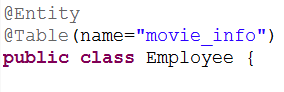 @Entity
@Table(name="movie_info")
public class Employee {